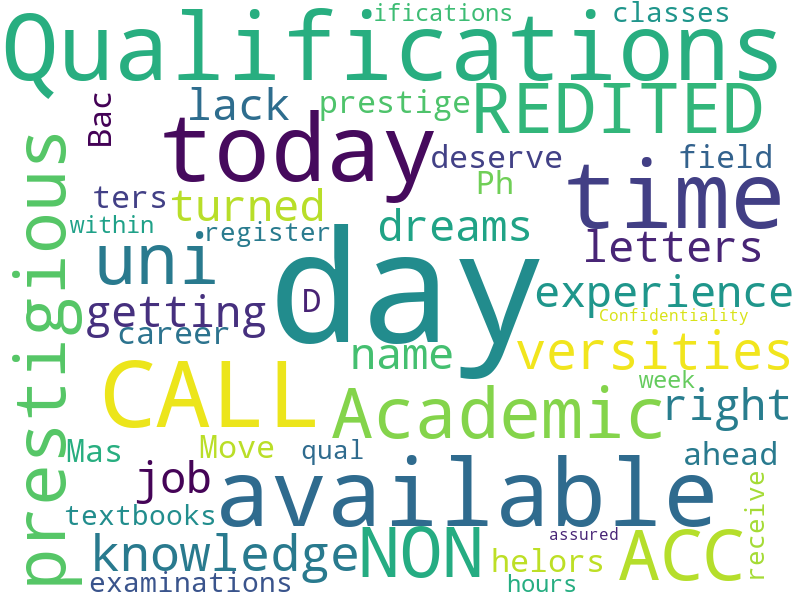 ifications classes
Qualifications
Bac lack prestige REDITED
today deserve field
ters turned Ph time
within register dreams letters
prestigious uni day experience
getting D Confidentiality
career name versities
CALL Academic week right
Mas Move qual ahead
job available receive
textbooks assured
knowledge NON helors ACC
examinations hours